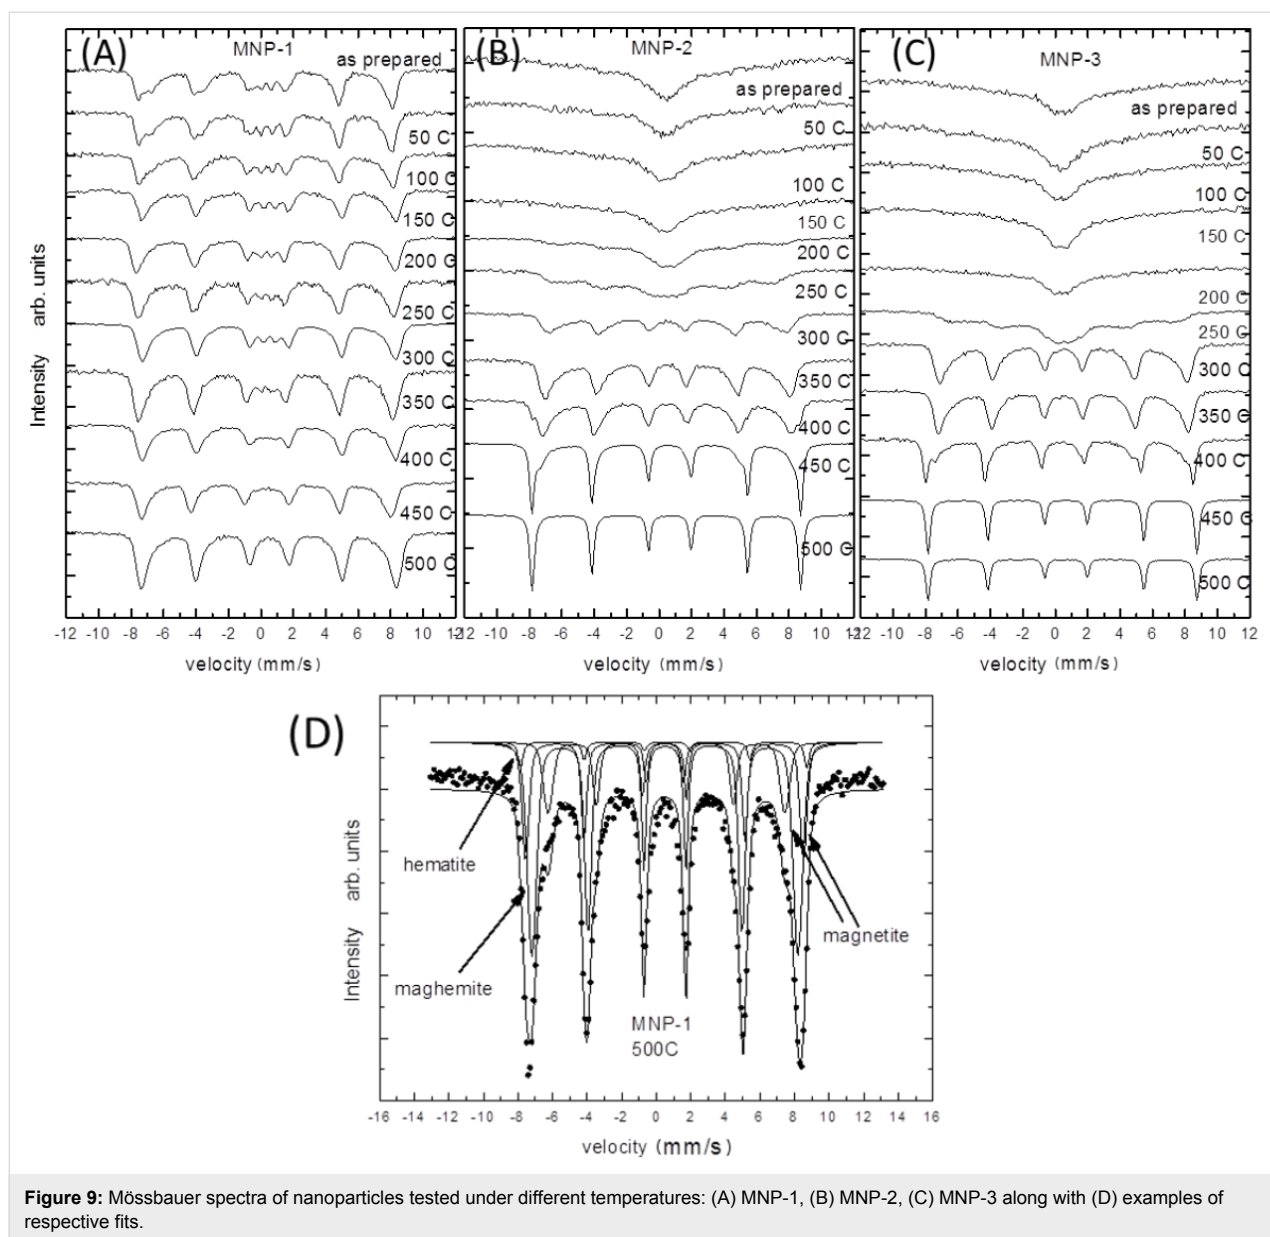 (A) MNP-1
as prepared
50 C
100 C
150 C
200 C
250 C
300 C
350 C
400 C
450 C
500 C
Intensity arb. units
-12 -10 -8 -6 -4 -2 0 2 4 6 8 10 12
velocity (mm/s)
(B) MNP-2
as prepared
50 C
100 C
150 C
200 C
250 C
300 C
350 C
400 C
450 C
500 C
-12 -10 -8 -6 -4 -2 0 2 4 6 8 10 12
velocity (mm/s)
(C) MNP-3
as prepared
50 C
100 C
150 C
200 C
250 C
300 C
350 C
400 C
450 C
500 C
-12 -10 -8 -6 -4 -2 0 2 4 6 8 10 12
velocity (mm/s)
(D)
Intensity arb. units
hematite
maghemite
magnetite
MNP-1
500C
-16 -14 -12 -10 -8 -6 -4 -2 0 2 4 6 8 10 12 14 16
velocity (mm/s)
Figure 9: Mössbauer spectra of nanoparticles tested under different temperatures: (A) MNP-1, (B) MNP-2, (C) MNP-3 along with (D) examples of
respective fits.